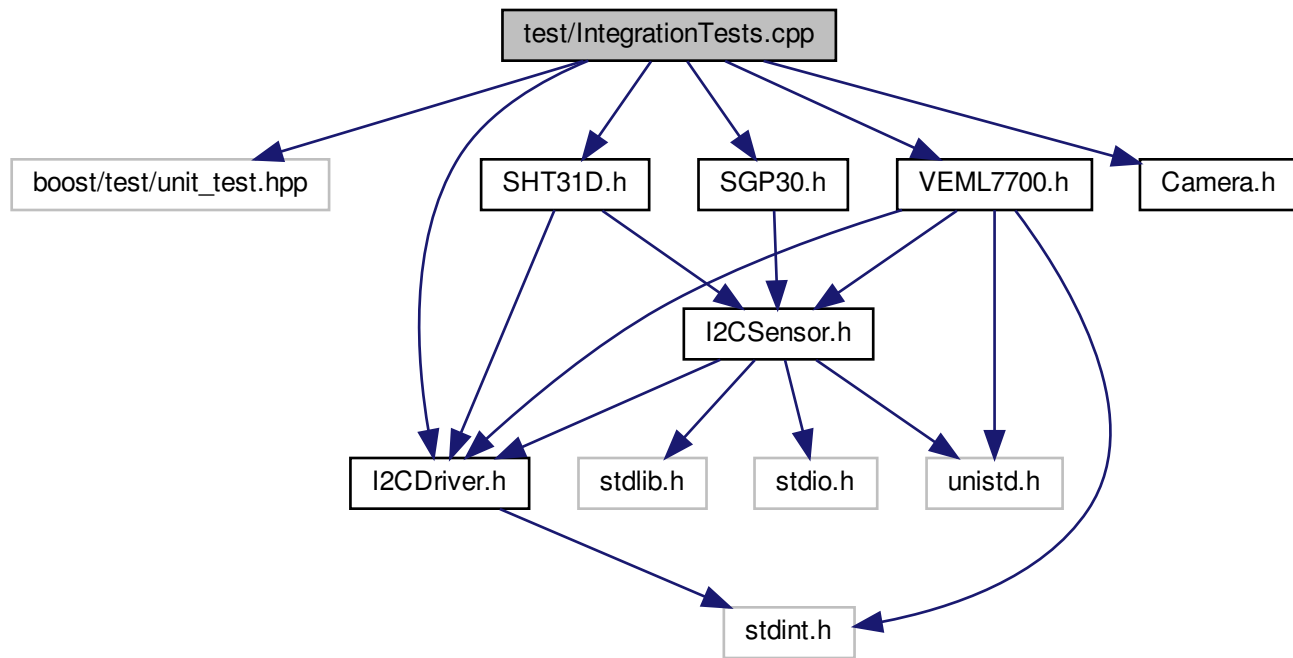 test/IntegrationTests.cpp
boost/test/unit_test.hpp
SHT31D.h
SGP30.h
VEML7700.h
Camera.h
I2CSensor.h
I2CDriver.h
stdlib.h
stdio.h
unistd.h
stdint.h